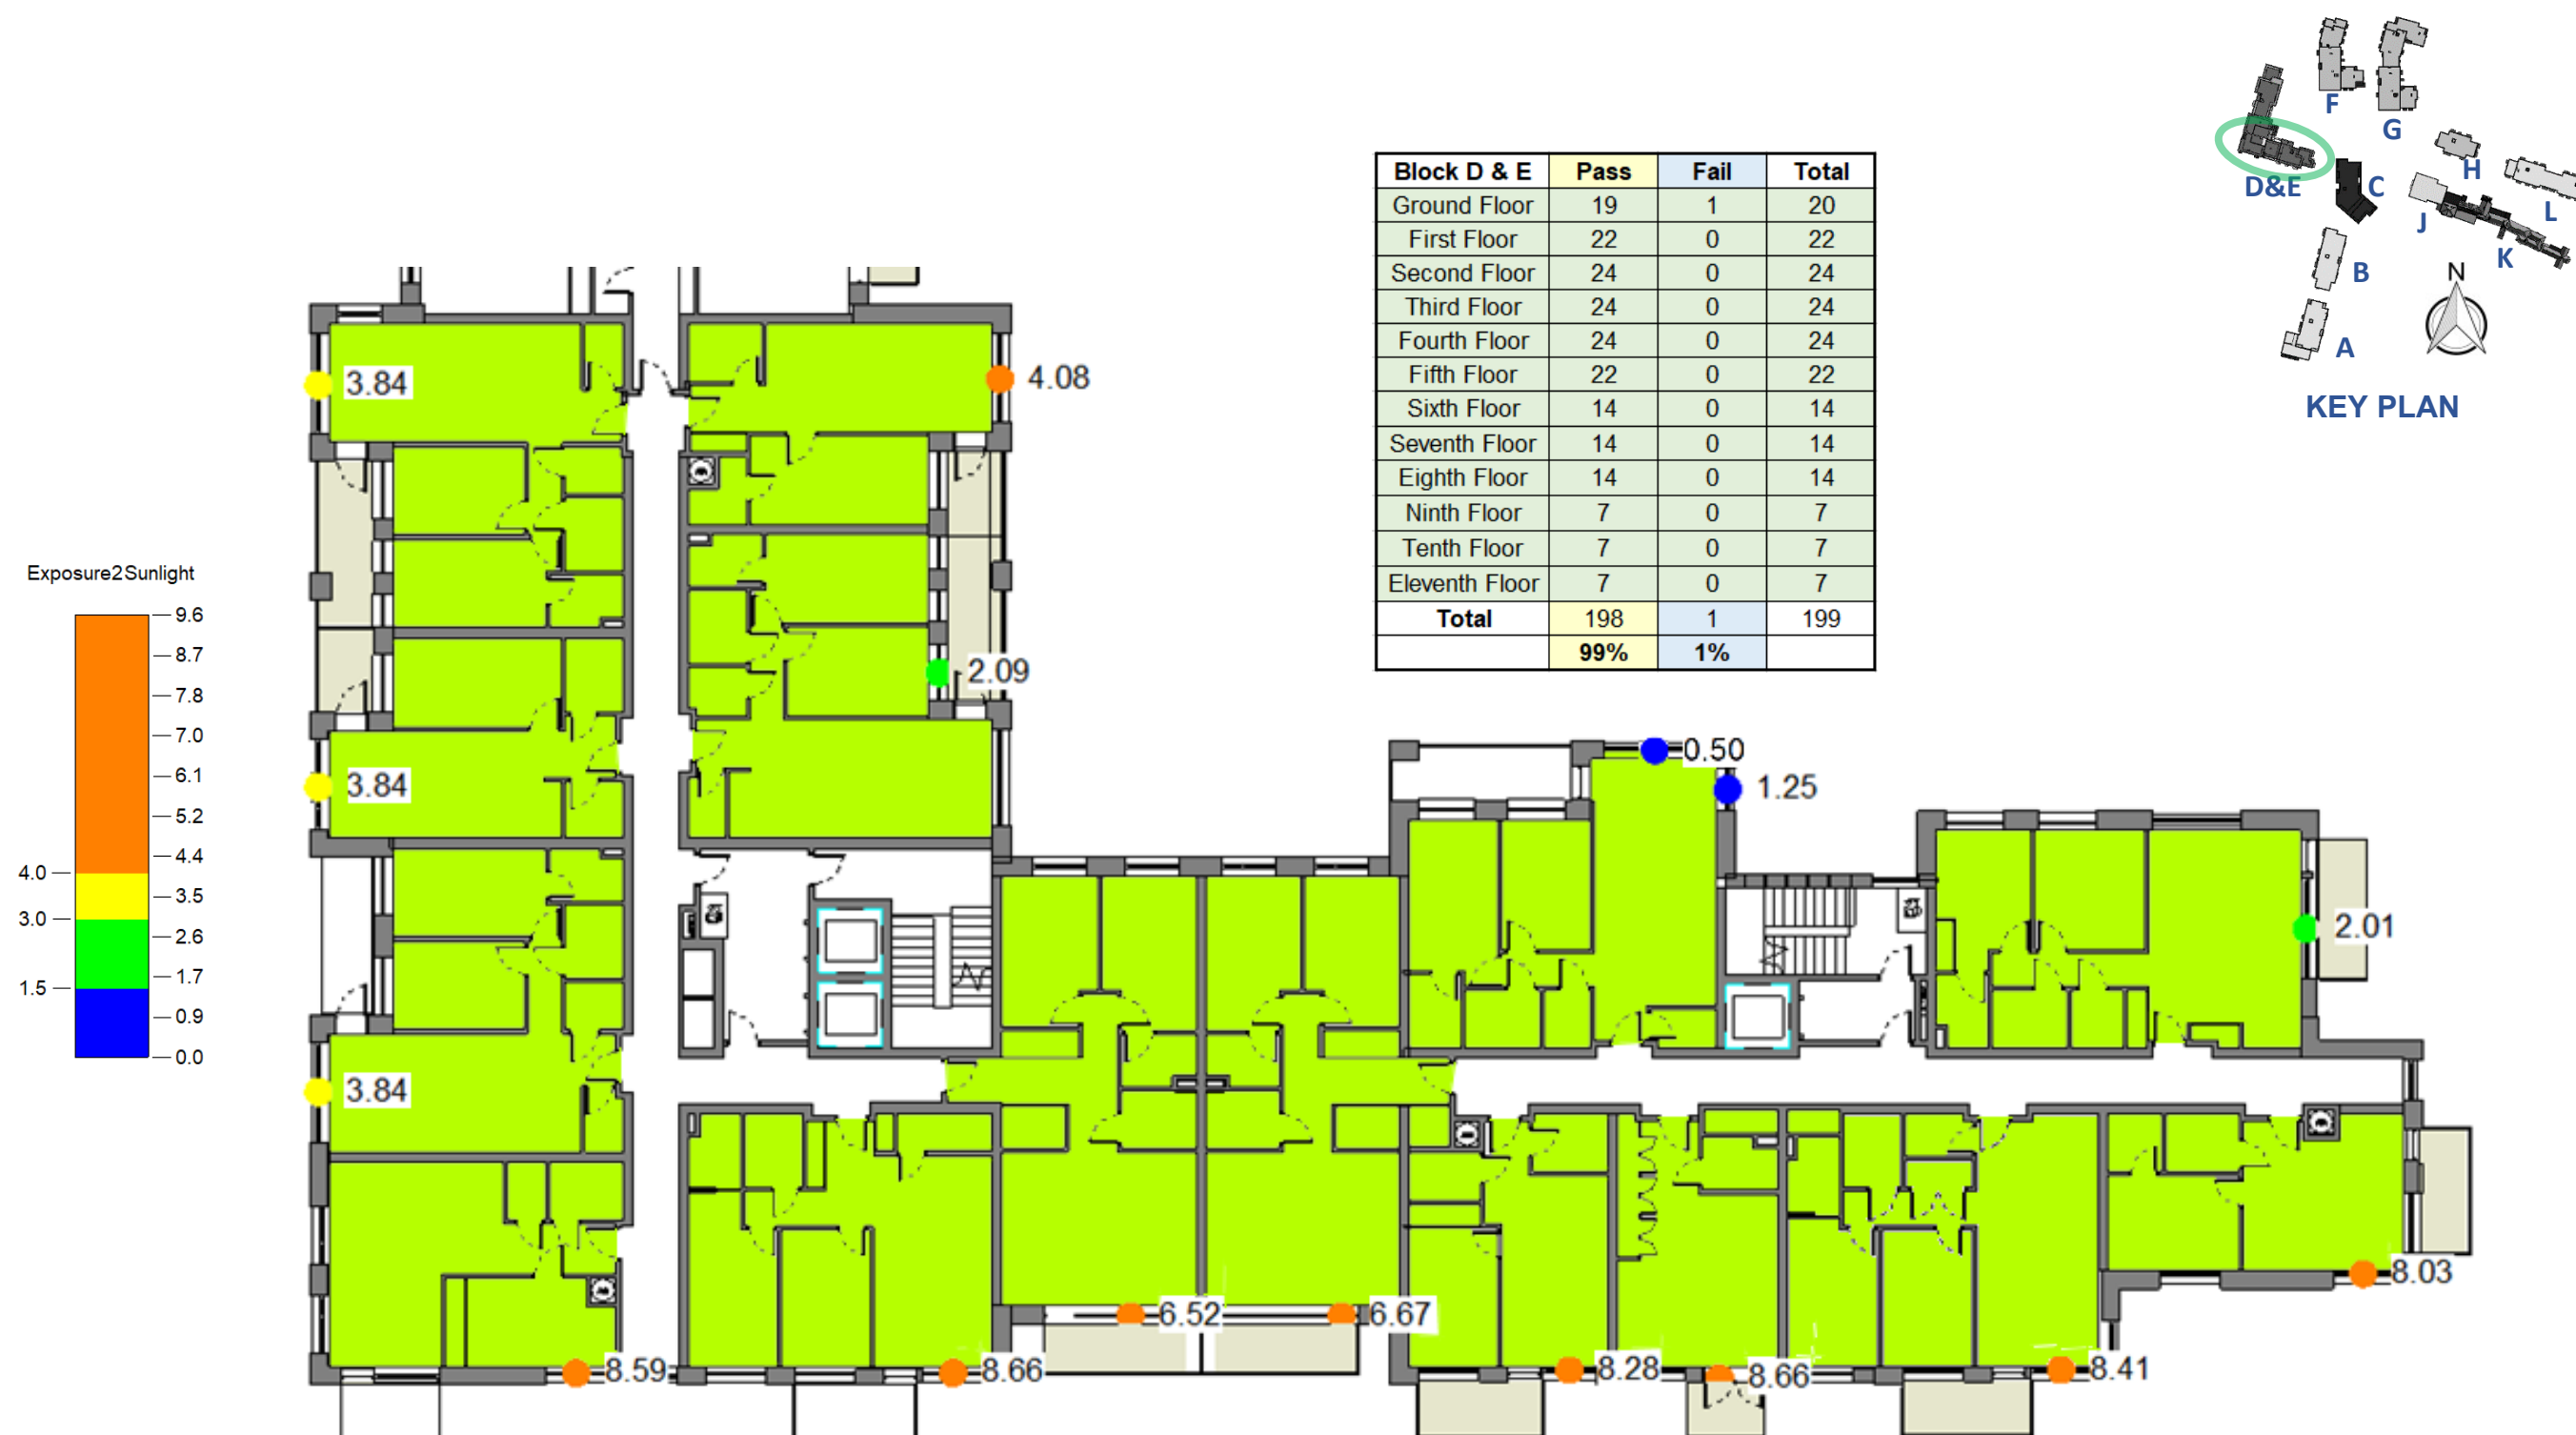 F
G
H
D&E
C
L
J
K
B
N
A
KEY PLAN
Block D & E Pass Fail Total
Ground Floor 19 1 20
First Floor 22 0 22
Second Floor 24 0 24
Third Floor 24 0 24
Fourth Floor 24 0 24
Fifth Floor 22 0 22
Sixth Floor 14 0 14
Seventh Floor 14 0 14
Eighth Floor 14 0 14
Ninth Floor 7 0 7
Tenth Floor 7 0 7
Eleventh Floor 7 0 7
Total 198 1 199
99% 1%
Exposure2Sunlight
9.6
8.7
7.8
7.0
6.1
5.2
4.4
4.0
3.5
3.0
2.6
1.7
1.5
0.9
0.0
3.84
4.08
2.09
3.84
0.50
1.25
2.01
3.84
8.03
6.52
6.67
8.59
8.66
8.28
8.66
8.41